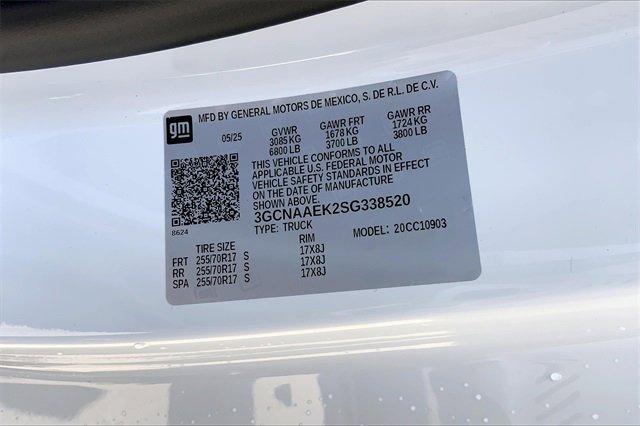 MFD BY GENERAL MOTORS DE MEXICO, S. DE R.L. DE C.V.
gm
05/25 GVWR GAWR FRT GAWR RR
3085 KG 1678 KG 1724 KG
6800 LB 3700 LB 3800 LB
THIS VEHICLE CONFORMS TO ALL
APPLICABLE U.S. FEDERAL MOTOR
VEHICLE SAFETY STANDARDS IN EFFECT
ON THE DATE OF MANUFACTURE
3GCNAAEK2SG338520
8624 TYPE: TRUCK MODEL: 20CC10903
TIRE SIZE RIM
FRT 255/70R17 S 17X8J
RR 255/70R17 S 17X8J
SPA 255/70R17 S 17X8J